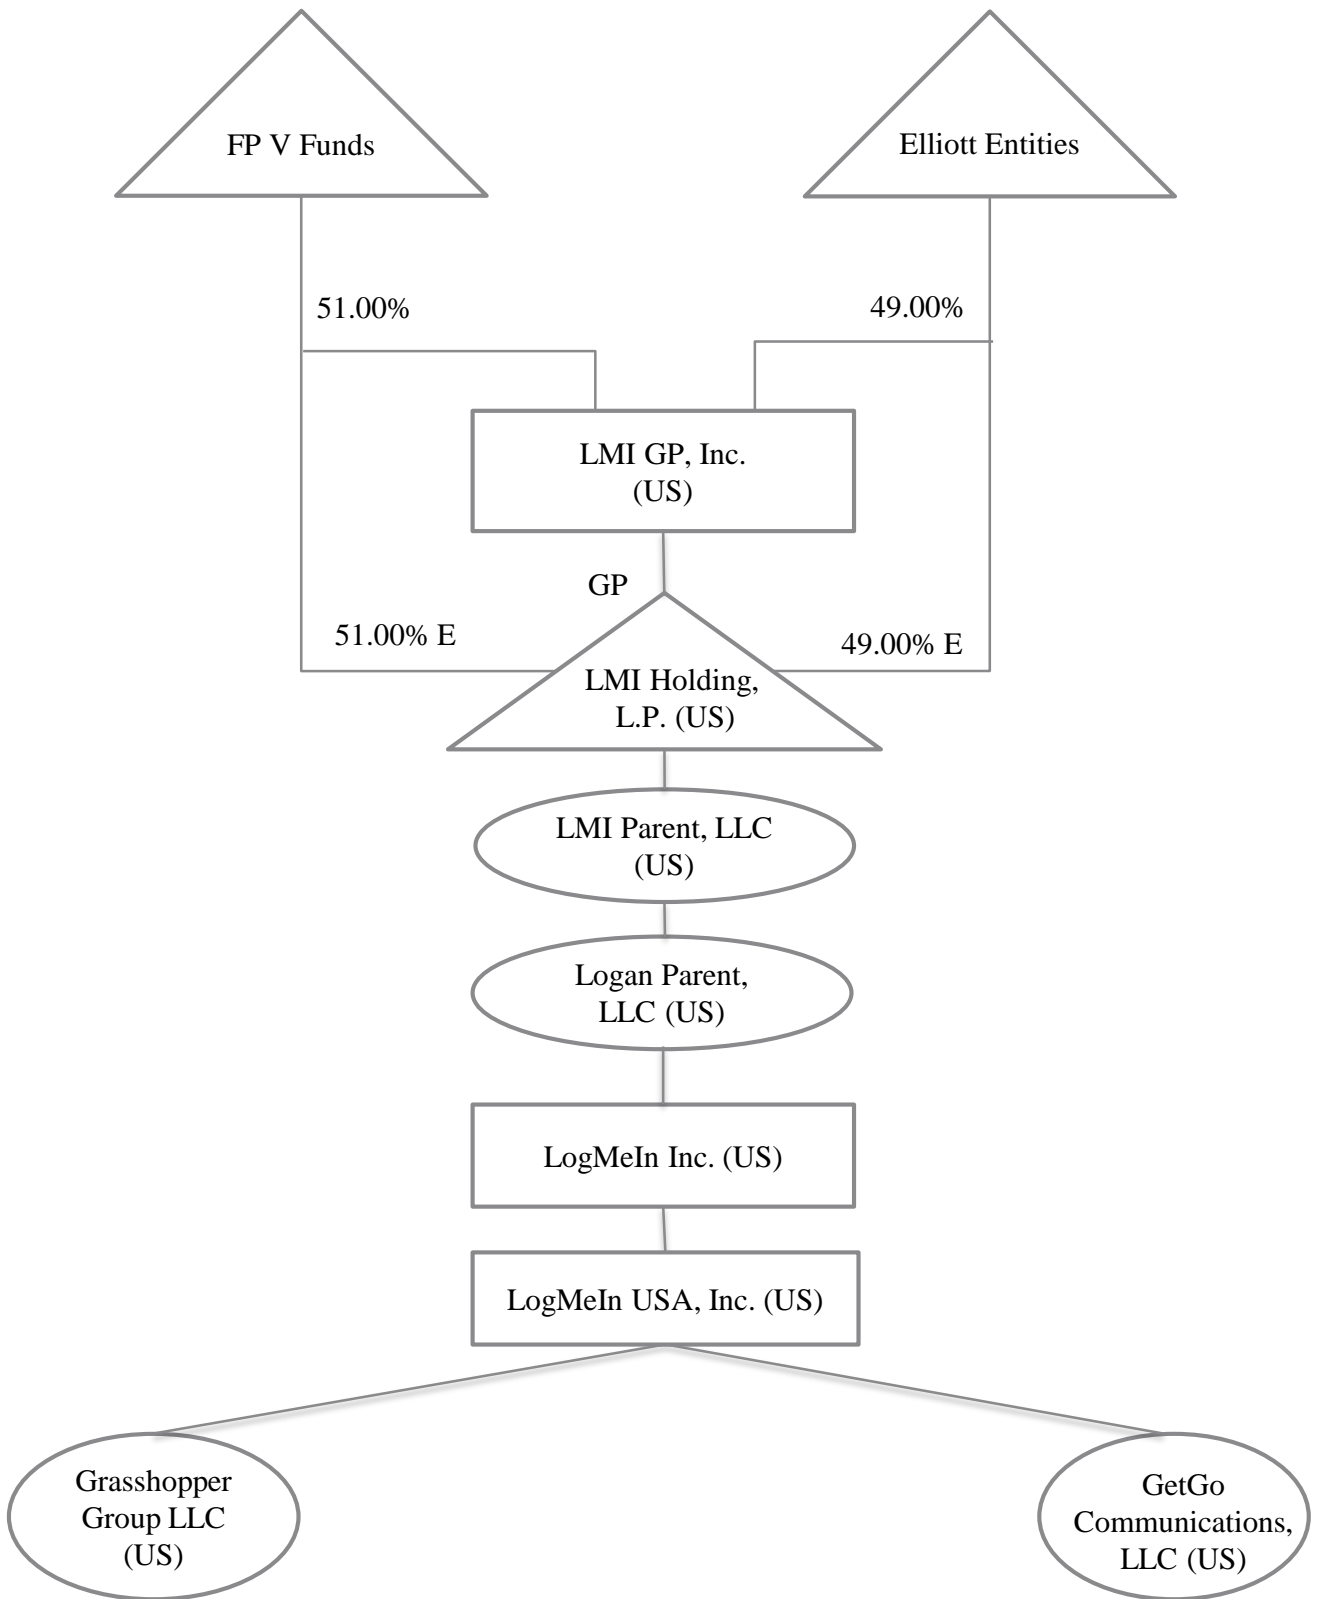 FP V Funds
Elliott Entities
51.00%
49.00%
LMI GP, Inc.
(US)
GP
51.00% E
49.00% E
LMI Holding,
L.P. (US)
LMI Parent, LLC
(US)
Logan Parent,
LLC (US)
LogMeIn Inc. (US)
LogMeIn USA, Inc. (US)
Grasshopper
Group LLC
(US)
GetGo
Communications,
LLC (US)